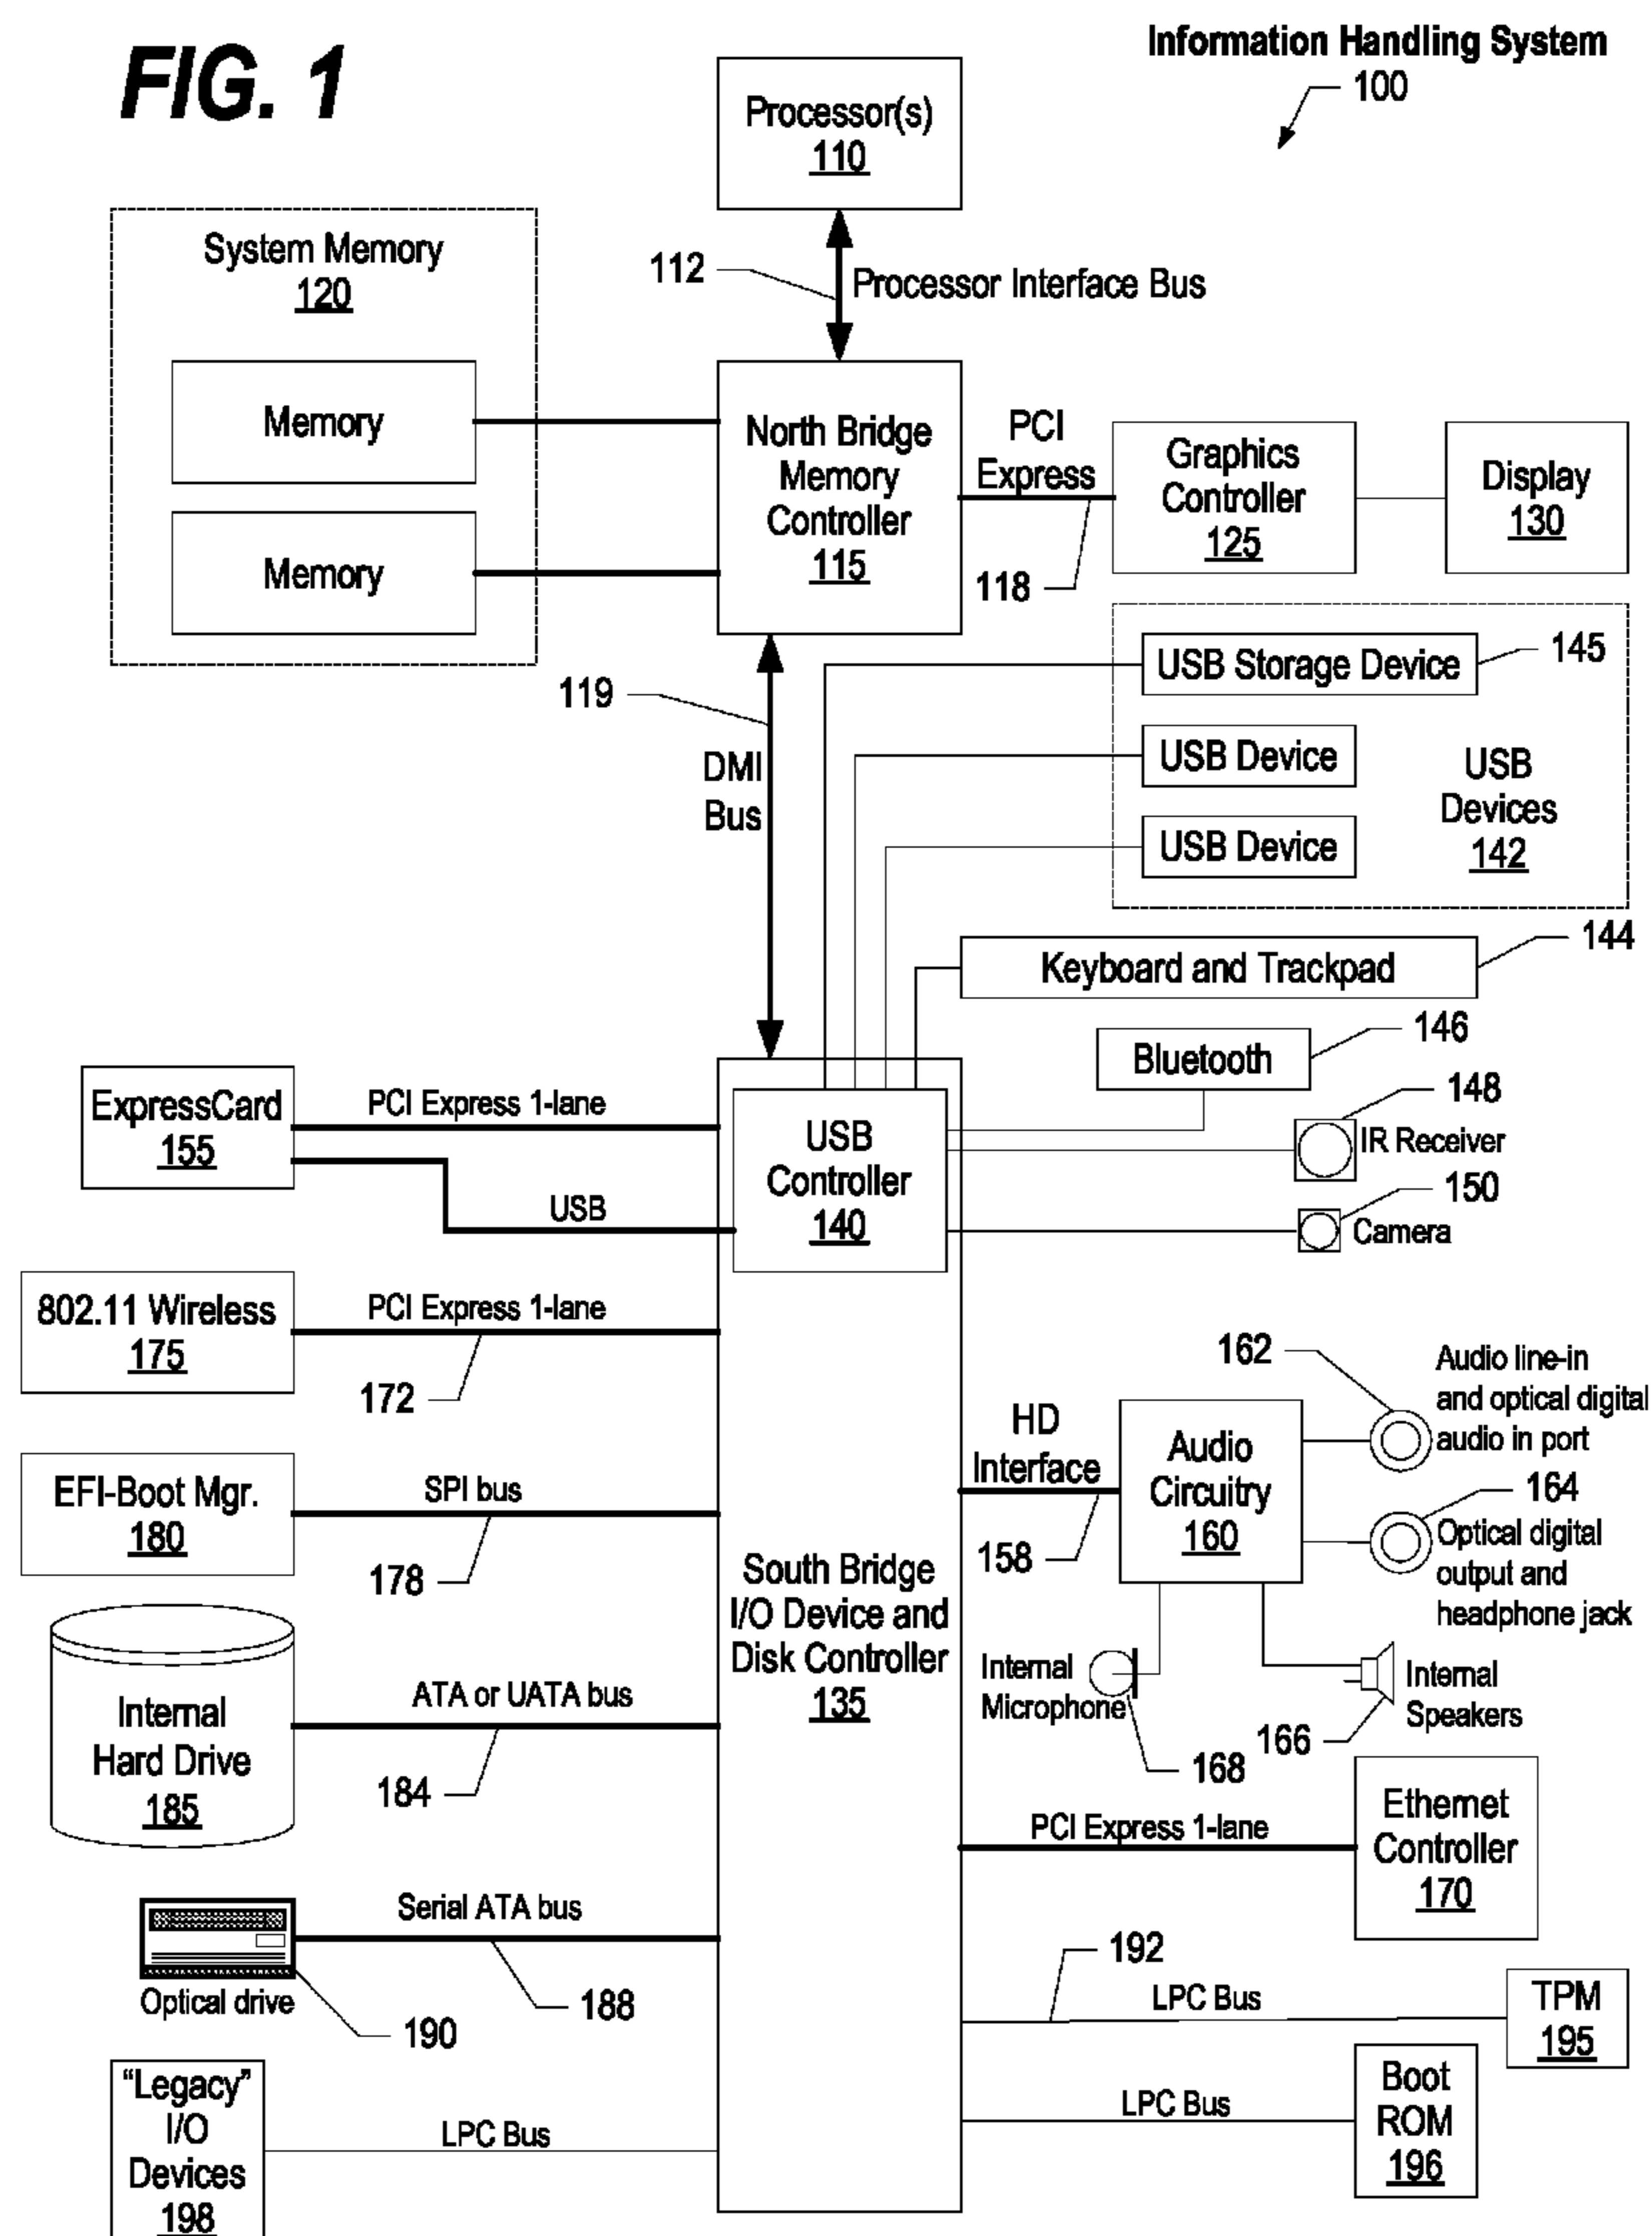 FIG. 1
Information Handling System
100
Processor(s)
110
112
Processor Interface Bus
System Memory
120
Memory
Memory
North Bridge
Memory
Controller
115
PCI
Express
118
Graphics
Controller
125
Display
130
119
DMI
Bus
USB Storage Device
145
USB Device
USB Device
USB
Devices
142
Keyboard and Trackpad
144
Bluetooth
146
148
IR Receiver
150
Camera
ExpressCard
155
PCI Express 1-lane
USB
USB
Controller
140
802.11 Wireless
175
PCI Express 1-lane
172
EFI-Boot Mgr.
180
SPI bus
178
Internal
Hard Drive
185
ATA or UATA bus
184
Serial ATA bus
188
Optical drive
190
"Legacy"
I/O
Devices
198
LPC Bus
South Bridge
I/O Device and
Disk Controller
135
HD
Interface
158
Audio
Circuitry
160
162
Audio line-in
and optical digital
audio in port
164
Optical digital
output and
headphone jack
Internal
Microphone
168
Internal
Speakers
166
PCI Express 1-lane
Ethernet
Controller
170
192
LPC Bus
TPM
195
LPC Bus
Boot
ROM
196